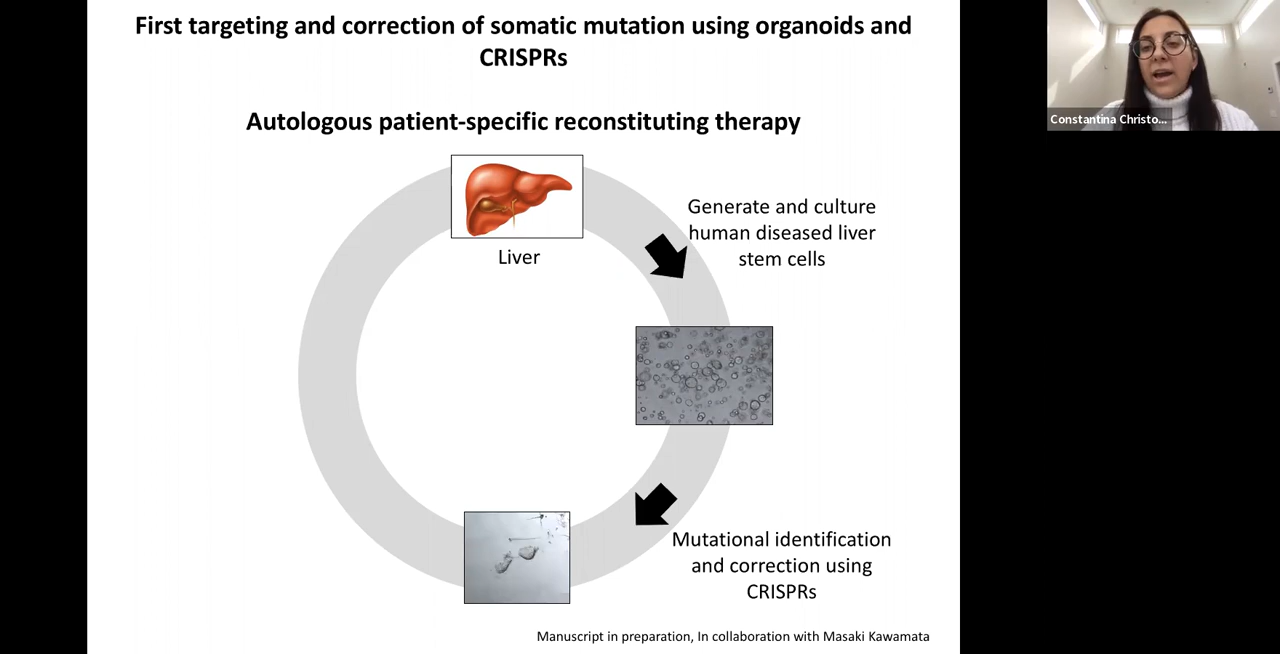 First targeting and correction of somatic mutation using organoids and
CRISPRs
Autologous patient-specific reconstituting therapy
Liver
Generate and culture
human diseased liver
stem cells
Mutational identification
and correction using
CRISPRs
Manuscript in preparation, In collaboration with Masaki Kawamata
Constantina Christo...